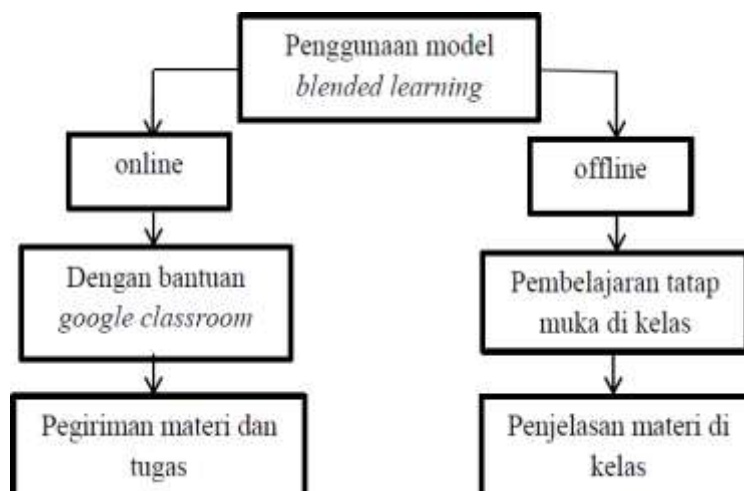 Penggunaan model
blended learning
online
offline
Dengan bantuan
google classroom
Pembelajaran tatap
muka di kelas
Pegiriman materi dan
tugas
Penjelasan materi di
kelas